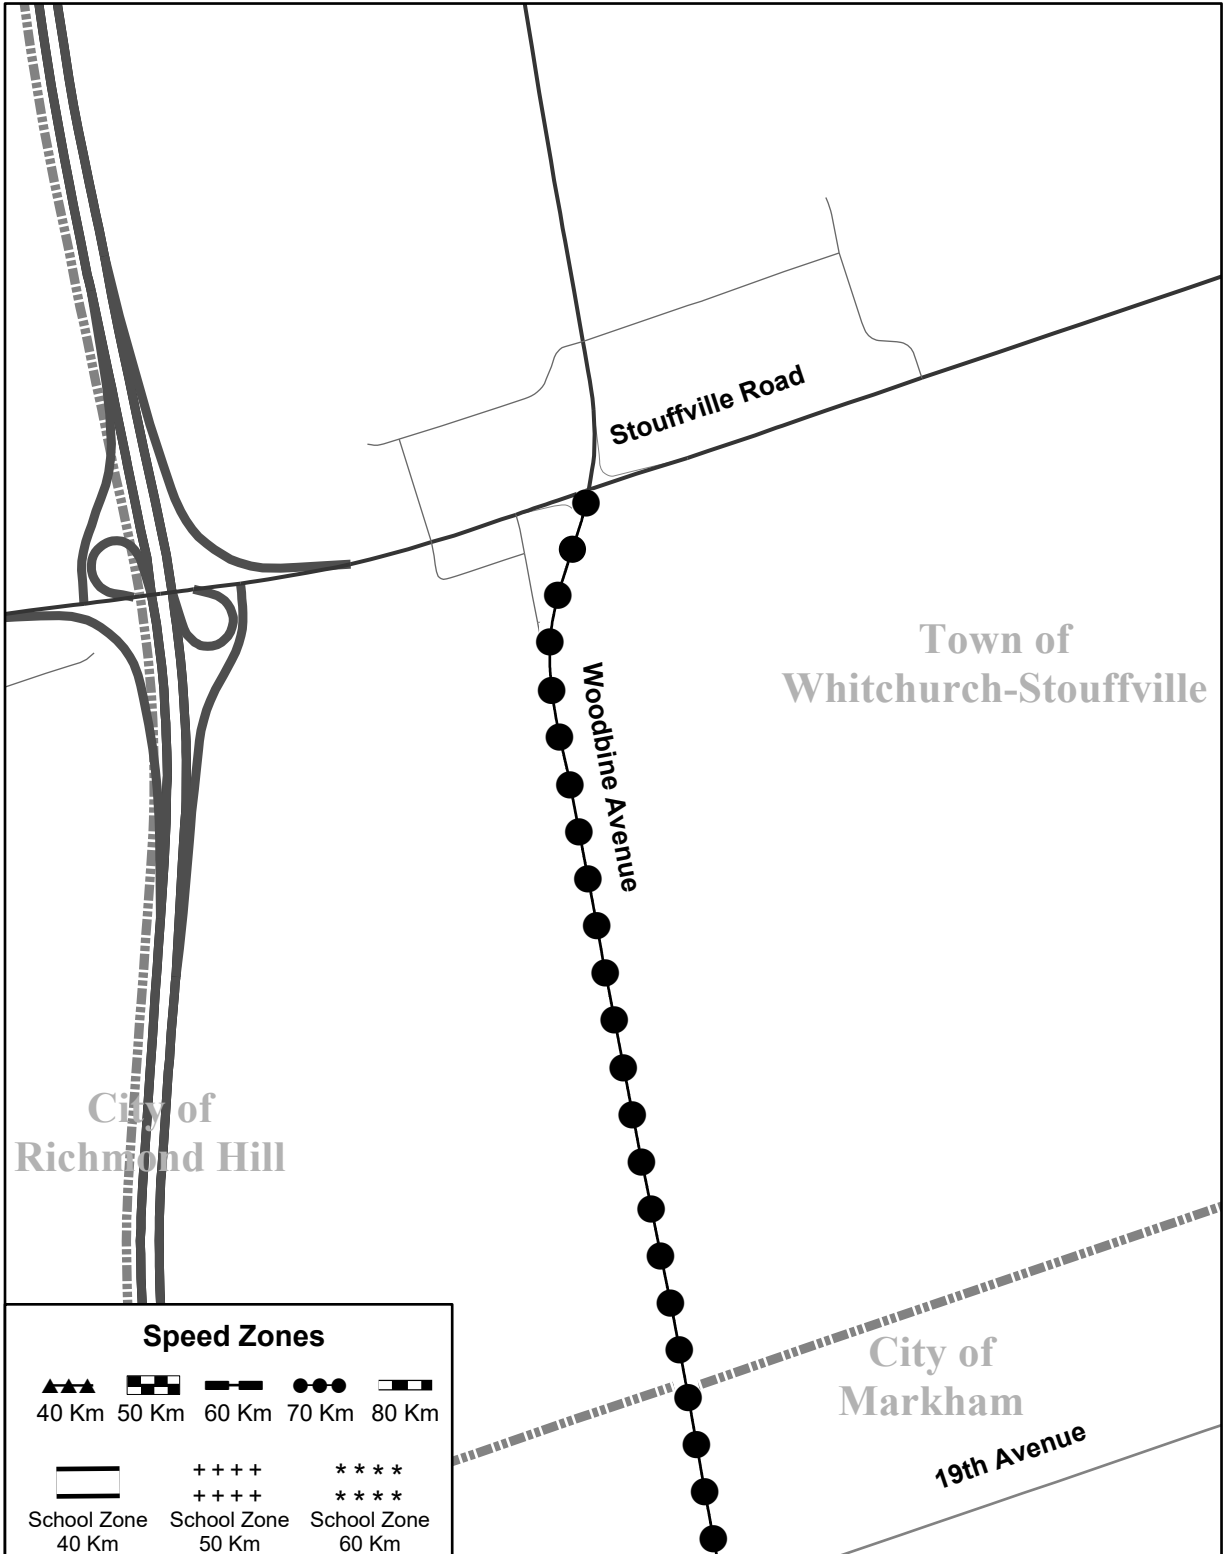 Stouffville Road
Town of
Whitchurch-Stouffville
Woodbine Avenue
City of
Richmond Hill
City of
Markham
19th Avenue
Speed Zones
40 Km 50 Km 60 Km 70 Km 80 Km
++++ ****
++++ ****
School Zone School Zone School Zone
40 Km 50 Km 60 Km